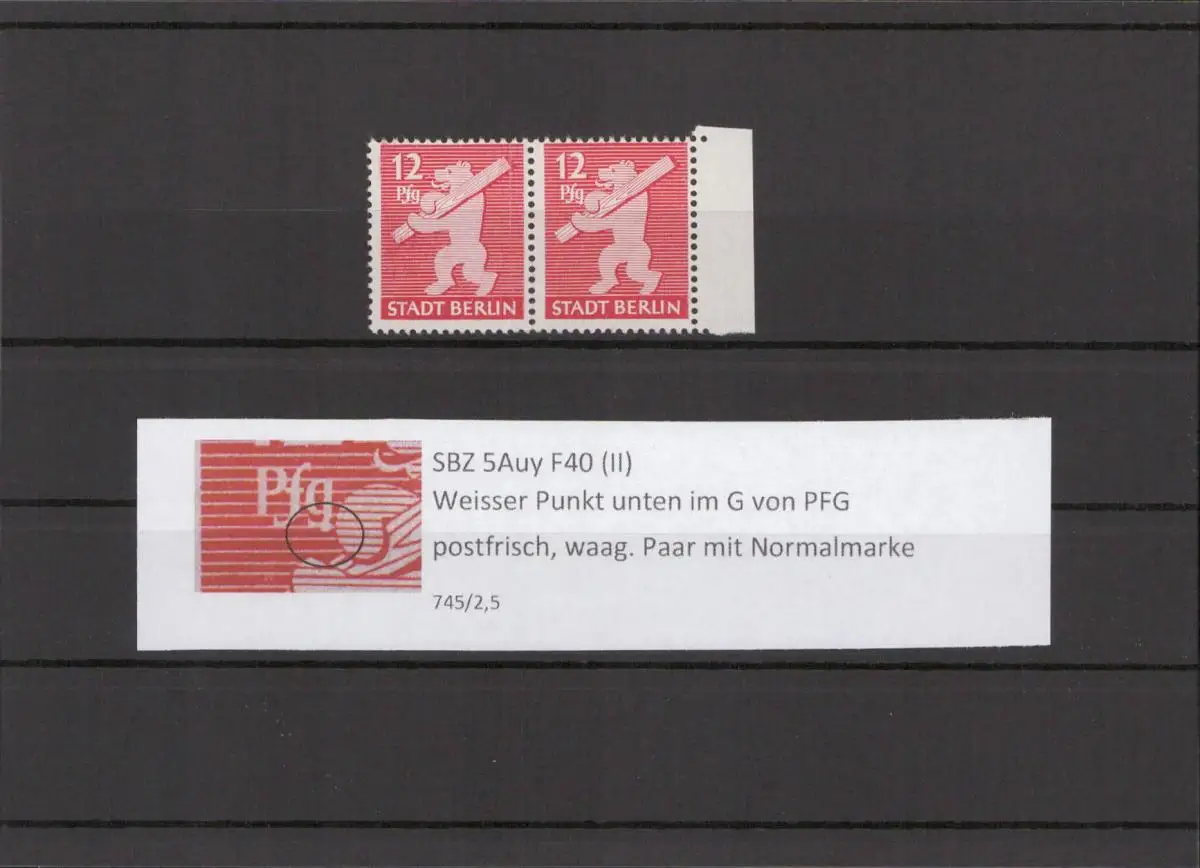 12 12
Pfg Pfg
STADT BERLIN STADT BERLIN
Pfg
SBZ 5Auy F40 (II)
Weisser Punkt unten im G von PFG
postfrisch, waag. Paar mit Normalmarke
745/2,5